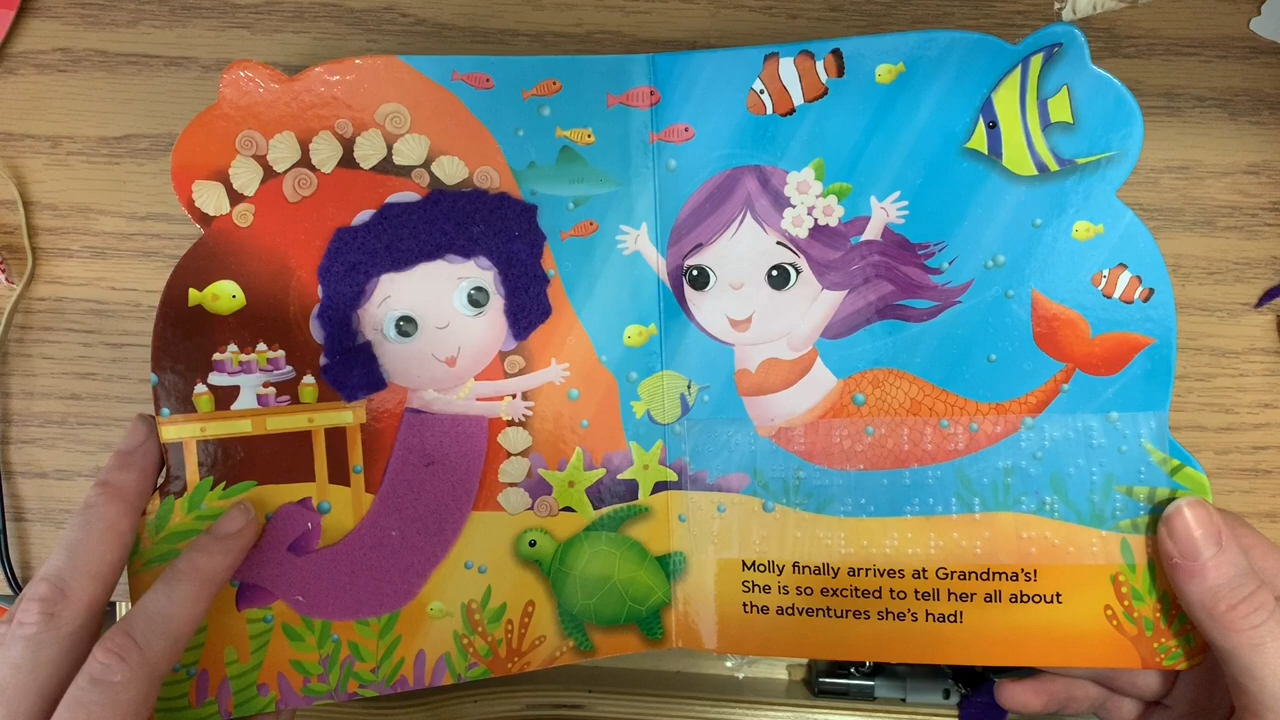 Molly finally arrives at Grandma's!
She is so excited to tell her all about
the adventures she's had!